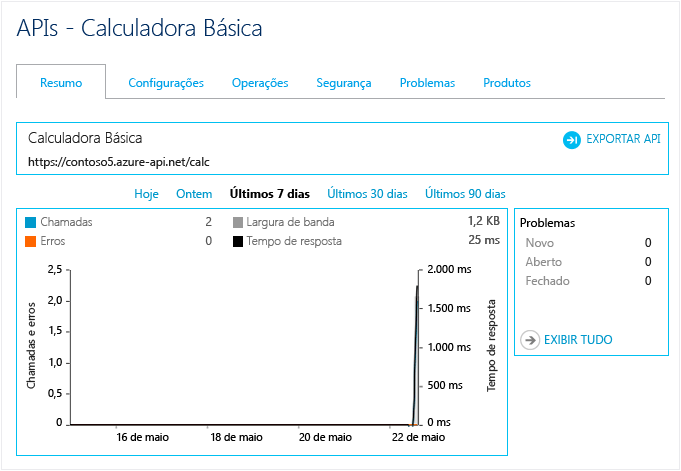 APIs - Calculadora Básica
Resumo Configurações Operações Segurança Problemas Produtos
Calculadora Básica
EXPORTAR API
https://contoso5.azure-api.net/calc
Hoje Ontem Últimos 7 dias Últimos 30 dias Últimos 90 dias
Chamadas 2 Largura de banda 1,2 KB
Erros 0 Tempo de resposta 25 ms
Chamadas e erros
2,5
2,0
1,5
1,0
0,5
0
2.000 ms
1.500 ms
1.000 ms
500 ms
0 ms
Tempo de resposta
16 de maio 18 de maio 20 de maio 22 de maio
Problemas
Novo 0
Aberto 0
Fechado 0
EXIBIR TUDO